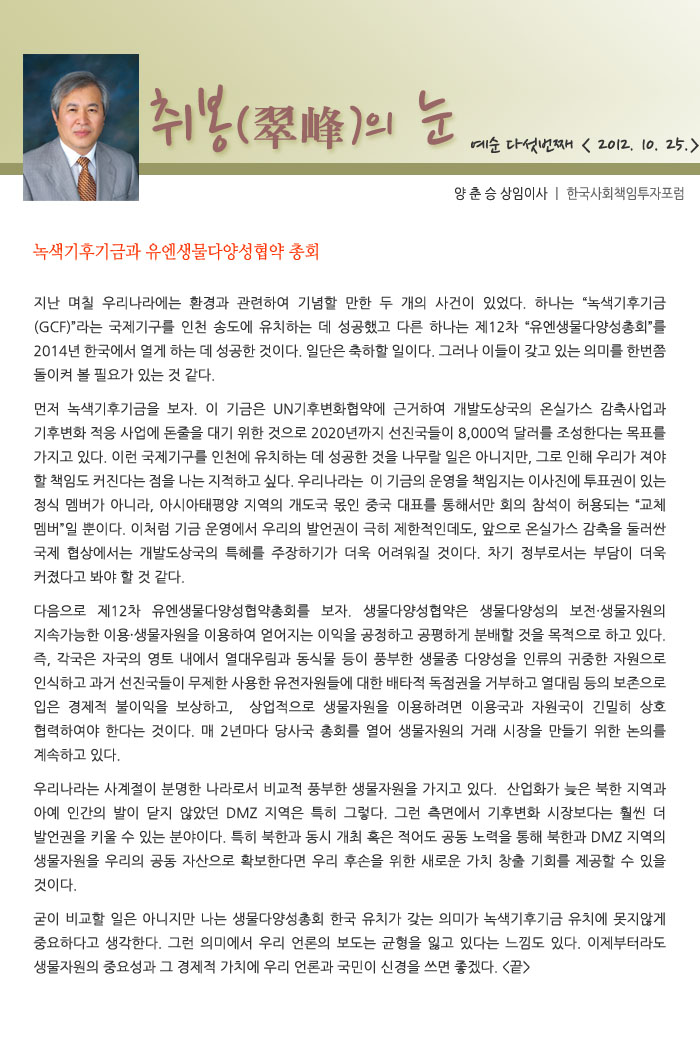 취봉(翠峰)의 눈
예순 다섯번째 < 2012. 10. 25.>
양 춘 승 상임이사 | 한국사회책임투자포럼
녹색기후기금과 유엔생물다양성협약 총회
지난 며칠 우리나라에는 환경과 관련하여 기념할 만한 두 개의 사건이 있었다. 하나는 “녹색기후기금
(GCF)”라는 국제기구를 인천 송도에 유치하는 데 성공했고 다른 하나는 제12차 “유엔생물다양성총회”를
2014년 한국에서 열게 하는 데 성공한 것이다. 일단은 축하할 일이다. 그러나 이들이 갖고 있는 의미를 한번쯤
돌이켜 볼 필요가 있는 것 같다.
먼저 녹색기후기금을 보자. 이 기금은 UN기후변화협약에 근거하여 개발도상국의 온실가스 감축사업과
기후변화 적응 사업에 돈줄을 대기 위한 것으로 2020년까지 선진국들이 8,000억 달러를 조성한다는 목표를
가지고 있다. 이런 국제기구를 인천에 유치하는 데 성공한 것을 나무랄 일은 아니지만, 그로 인해 우리가 져야
할 책임도 커진다는 점을 나는 지적하고 싶다. 우리나라는 이 기금의 운영을 책임지는 이사진에 투표권이 있는
정식 멤버가 아니라, 아시아태평양 지역의 개도국 몫인 중국 대표를 통해서만 회의 참석이 허용되는 “교체
멤버”일 뿐이다. 이처럼 기금 운영에서 우리의 발언권이 극히 제한적인데도, 앞으로 온실가스 감축을 둘러싼
국제 협상에서는 개발도상국의 특혜를 주장하기가 더욱 어려워질 것이다. 차기 정부로서는 부담이 더욱
커졌다고 봐야 할 것 같다.
다음으로 제12차 유엔생물다양성협약총회를 보자. 생물다양성협약은 생물다양성의 보전·생물자원의
지속가능한 이용·생물자원을 이용하여 얻어지는 이익을 공정하고 공평하게 분배할 것을 목적으로 하고 있다.
즉, 각국은 자국의 영토 내에서 열대우림과 동식물 등이 풍부한 생물종 다양성을 인류의 귀중한 자원으로
인식하고 과거 선진국들이 무제한 사용한 유전자원들에 대한 배타적 독점권을 거부하고 열대림 등의 보존으로
입은 경제적 불이익을 보상하고, 상업적으로 생물자원을 이용하려면 이용국과 자원국이 긴밀히 상호
협력하여야 한다는 것이다. 매 2년마다 당사국 총회를 열어 생물자원의 거래 시장을 만들기 위한 논의를
계속하고 있다.
우리나라는 사계절이 분명한 나라로서 비교적 풍부한 생물자원을 가지고 있다. 산업화가 늦은 북한 지역과
아예 인간의 발이 닫지 않았던 DMZ 지역은 특히 그렇다. 그런 측면에서 기후변화 시장보다는 훨씬 더
발언권을 키울 수 있는 분야이다. 특히 북한과 동시 개최 혹은 적어도 공동 노력을 통해 북한과 DMZ 지역의
생물자원을 우리의 공동 자산으로 확보한다면 우리 후손을 위한 새로운 가치 창출 기회를 제공할 수 있을
것이다.
굳이 비교할 일은 아니지만 나는 생물다양성총회 한국 유치가 갖는 의미가 녹색기후기금 유치에 못지않게
중요하다고 생각한다. 그런 의미에서 우리 언론의 보도는 균형을 잃고 있다는 느낌도 있다. 이제부터라도
생물자원의 중요성과 그 경제적 가치에 우리 언론과 국민이 신경을 쓰면 좋겠다. <끝>